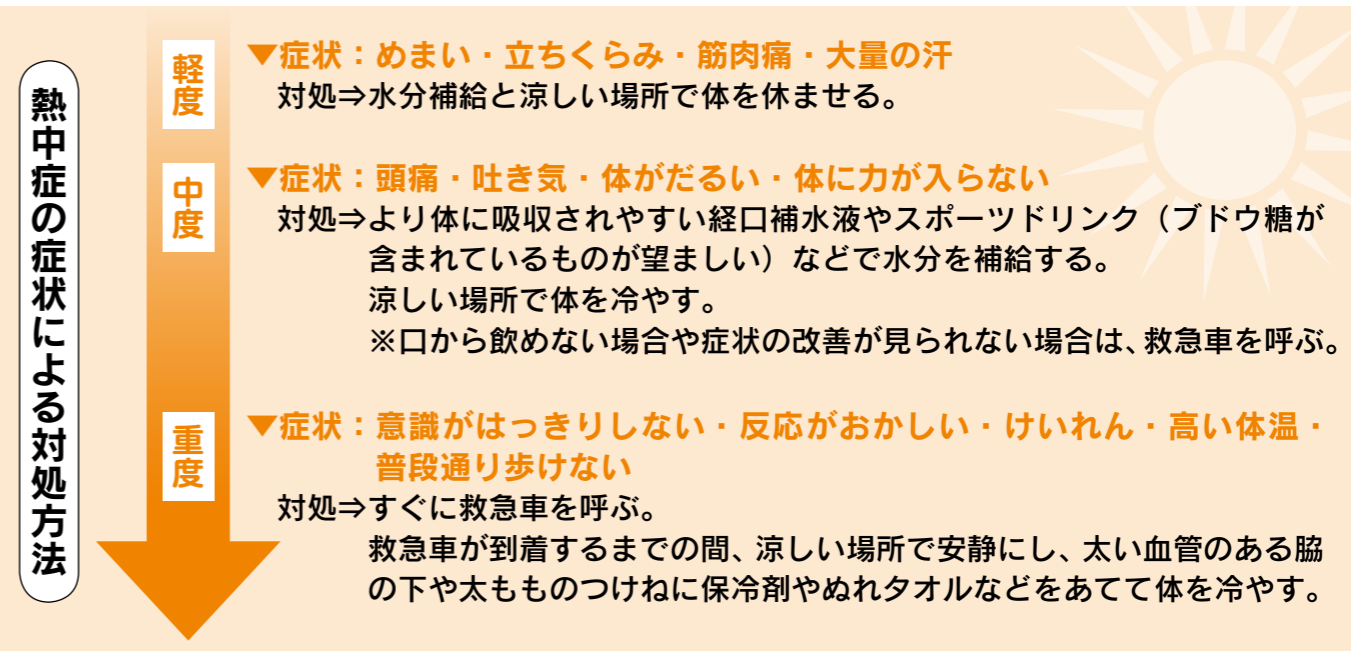 熱中症の症状による対処方法
軽度
▼症状：めまい・立ちくらみ・筋肉痛・大量の汗
対処⇒水分補給と涼しい場所で体を休ませる。
中度
▼症状：頭痛・吐き気・体がだるい・体に力が入らない
対処⇒より体に吸収されやすい経口補水液やスポーツドリンク（ブドウ糖が
含まれているものが望ましい）などで水分を補給する。
涼しい場所で体を冷やす。
※口から飲めない場合や症状の改善が見られない場合は、救急車を呼ぶ。
重度
▼症状：意識がはっきりしない・反応がおかしい・けいれん・高い体温・
普段通り歩けない
対処⇒すぐに救急車を呼ぶ。
救急車が到着するまでの間、涼しい場所で安静にし、太い血管のある脇
の下や太もものつけねに保冷剤やぬれタオルなどをあてて体を冷やす。